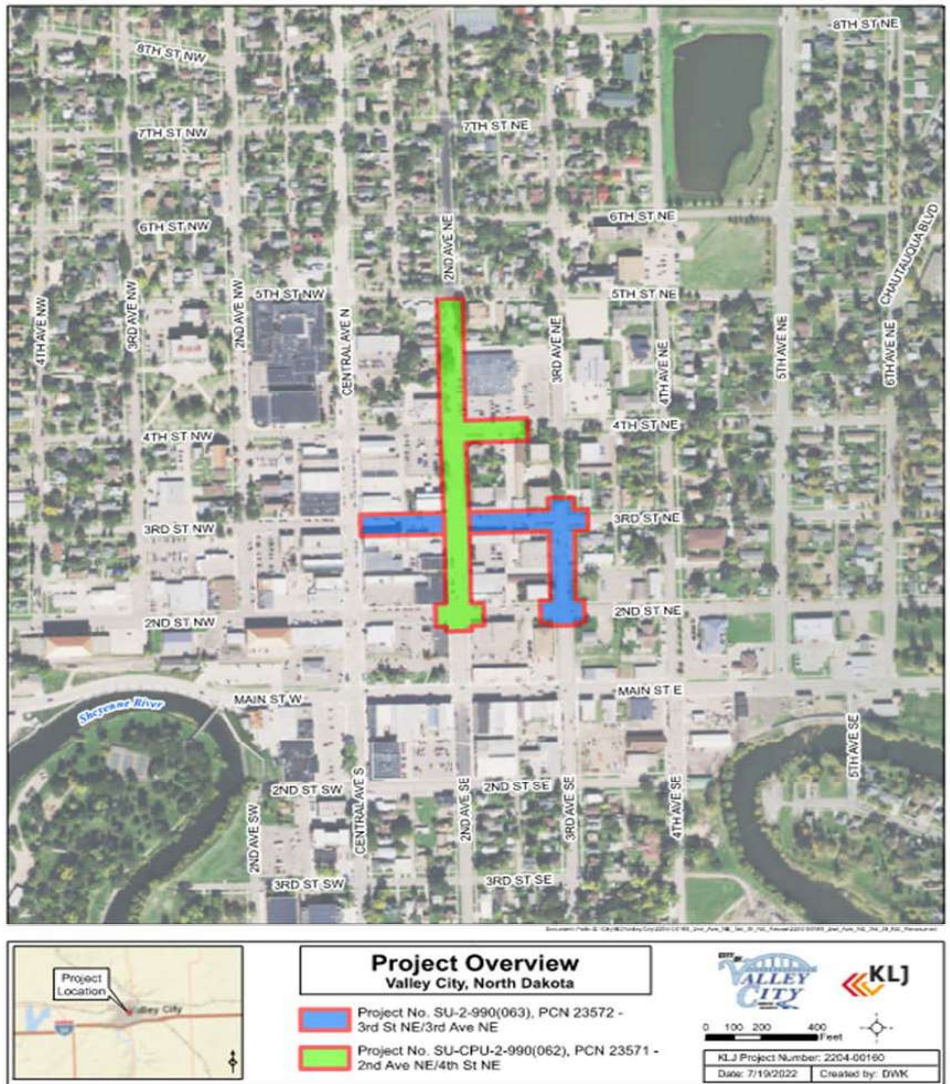 8TH ST NE
8TH ST NW
7TH ST NW
7TH ST NE
6TH ST NW
6TH ST NE
2ND AVE NE
CHAUTAUQUA BLVD
5TH ST NW
5TH ST NE
4TH AVE NW
3RD AVE NW
2ND AVE NW
CENTRAL AVE N
3RD AVE NE
4TH AVE NE
5TH AVE NE
6TH AVE NE
4TH ST NW
4TH ST NE
3RD ST NW
3RD ST NE
2ND ST NW
2ND ST NE
MAIN ST W
MAIN ST E
Sheyenne River
5TH AVE SE
2ND ST SW
2ND ST SE
2ND AVE SW
CENTRAL AVE S
2ND AVE SE
3RD AVE SE
4TH AVE SE
3RD ST SW
3RD ST SE
Project
Location
Valley City
Project Overview
Valley City, North Dakota
Project No. SU-2-990(063), PCN 23572 -
3rd St NE/3rd Ave NE
Project No. SU-CPU-2-990(062), PCN 23571 -
2nd Ave NE/4th St NE
VALLEY
CITY
KLJ
0 100 200 400
Feet
KLJ Project Number: 2204-00160
Date: 7/19/2022 Created by: DWK